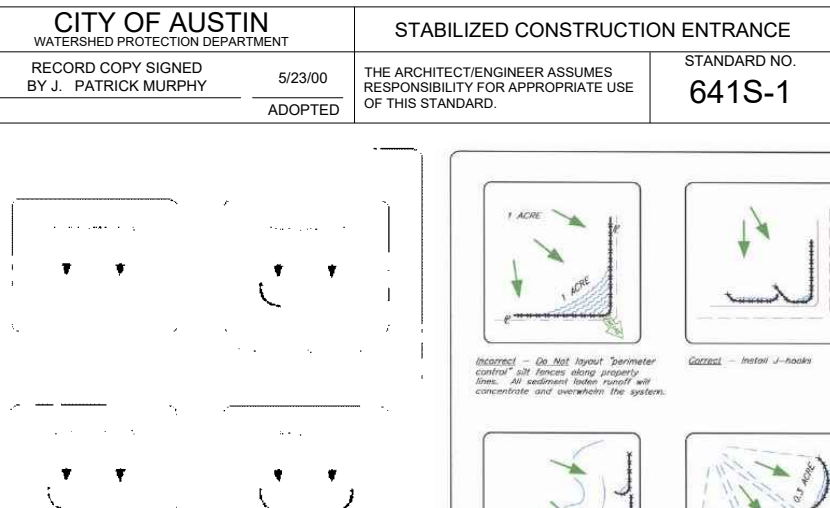 CITY OF AUSTIN
WATERSHED PROTECTION DEPARTMENT
STABILIZED CONSTRUCTION ENTRANCE
RECORD COPY SIGNED
BY J. PATRICK MURPHY
5/23/00
ADOPTED
THE ARCHITECT/ENGINEER ASSUMES
RESPONSIBILITY FOR APPROPRIATE USE
OF THIS STANDARD.
STANDARD NO.
641S-1
1 ACRE
1 ACRE
Incorrect - Do Not layout "perimeter
control" silt fences along property
lines. All sediment laden runoff will
concentrate and overwhelm the system.
Correct - Install J-hooks
0.3 ACRE